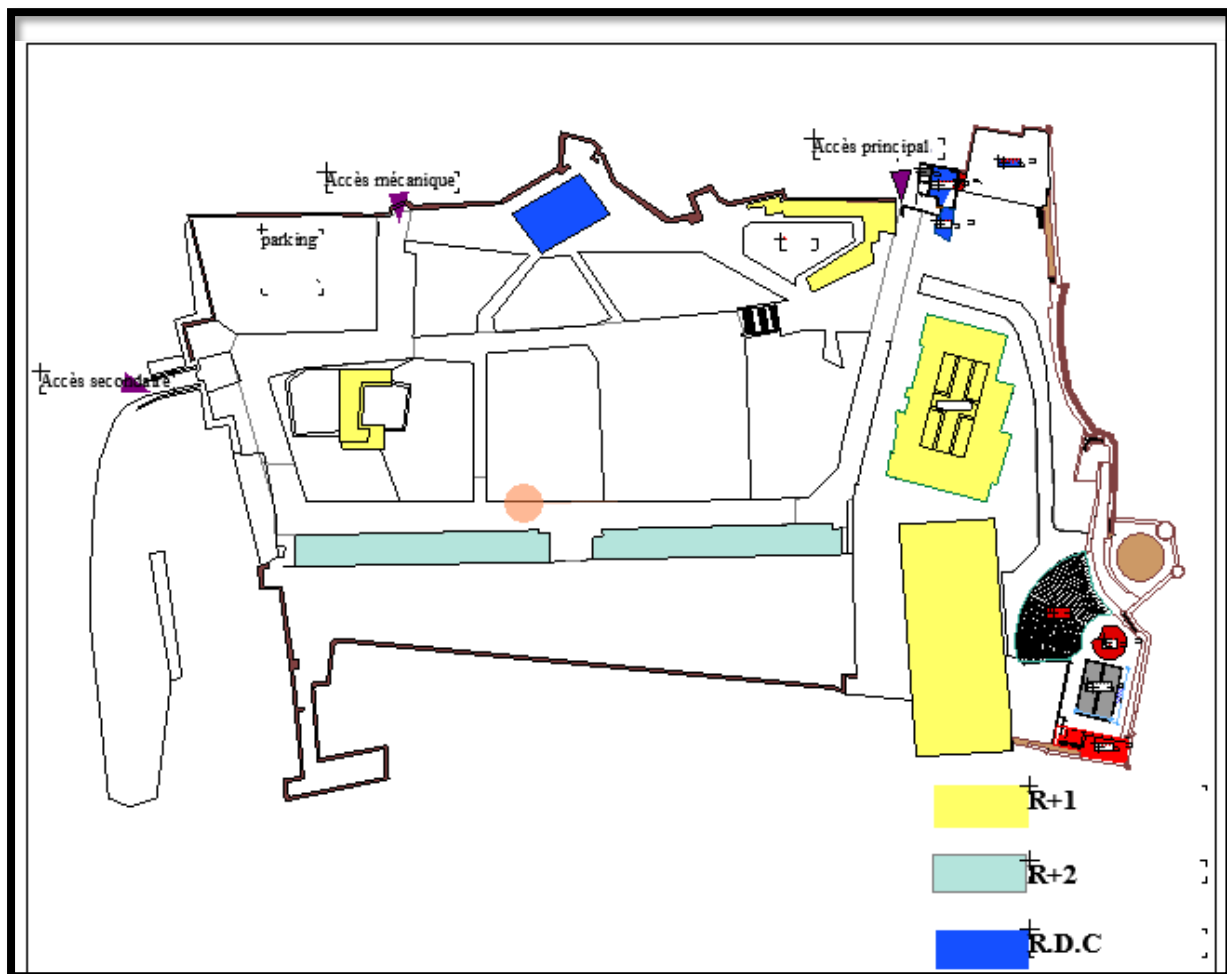 Accès principal
Accès mécanique
parking
Accès secondaire
R+1
R+2
R.D.C